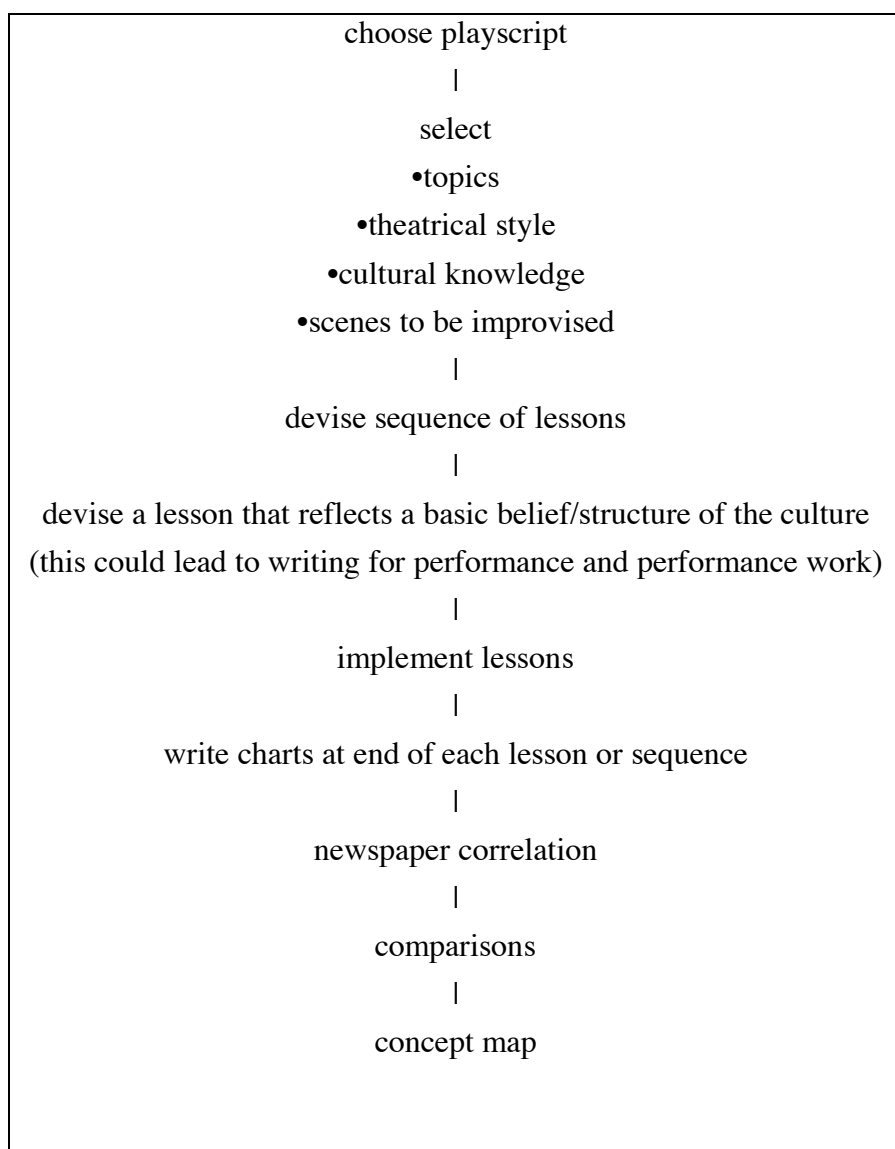 choose playscript
|
select
•topics
•theatrical style
•cultural knowledge
•scenes to be improvised
|
devise sequence of lessons
|
devise a lesson that reflects a basic belief/structure of the culture
(this could lead to writing for performance and performance work)
|
implement lessons
|
write charts at end of each lesson or sequence
|
newspaper correlation
|
comparisons
|
concept map